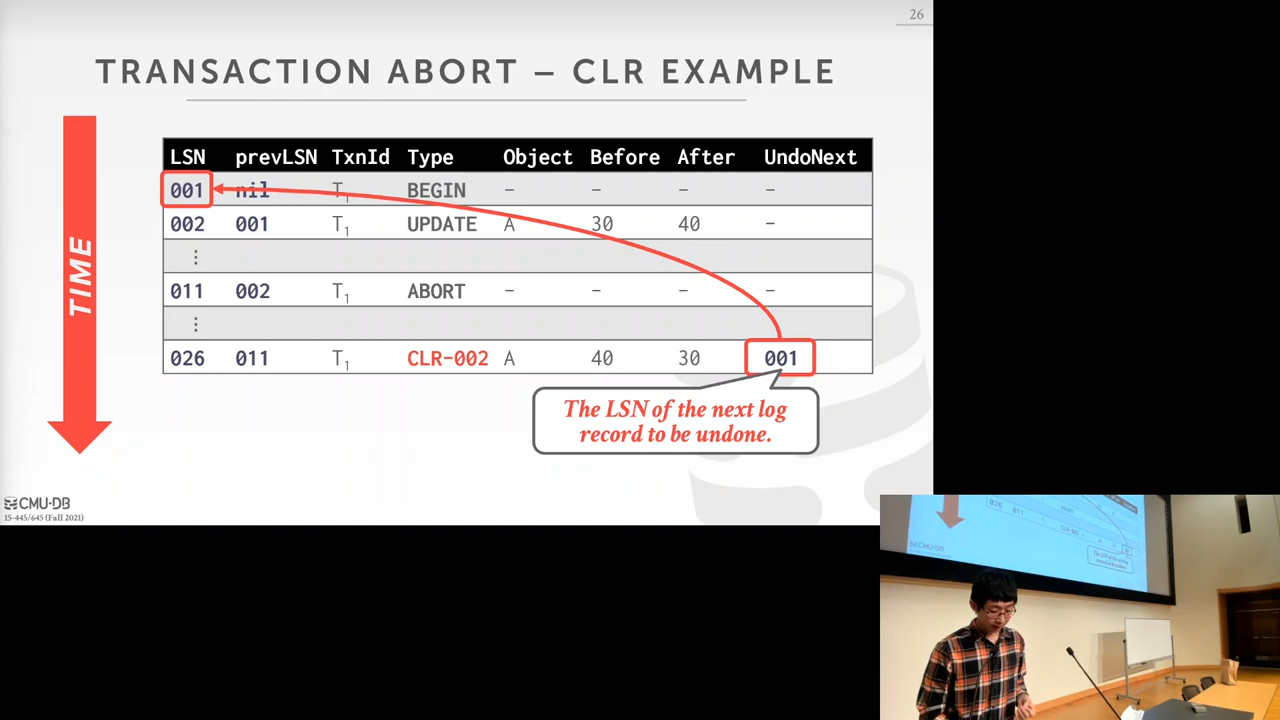 26
TRANSACTION ABORT – CLR EXAMPLE
TIME
LSN prevLSN TxnId Type Object Before After UndoNext
001 nil T1 BEGIN – – – –
002 001 T1 UPDATE A 30 40 –
⋮
011 002 T1 ABORT – – – –
⋮
026 011 T1 CLR-002 A 40 30 001
The LSN of the next log
record to be undone.
CMU·DB
15-445/645 (Fall 2021)
026 011